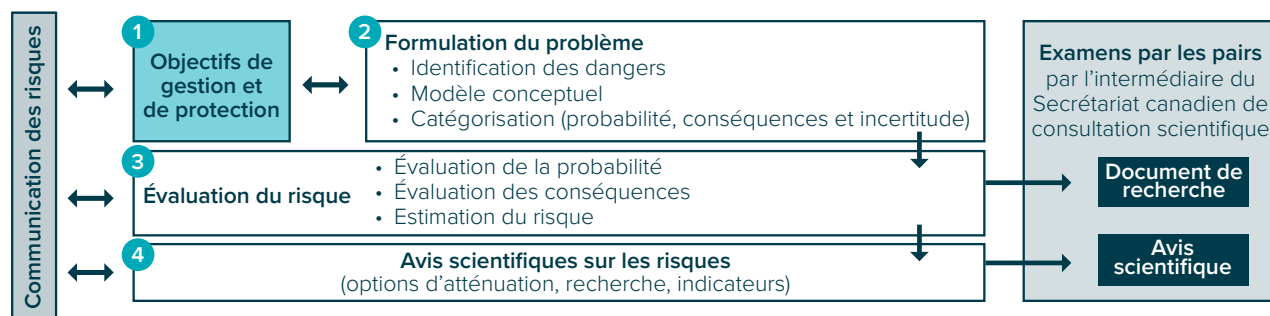 Communication des risques
1
Objectifs de
gestion et
de protection
2
Formulation du problème
• Identification des dangers
• Modèle conceptuel
• Catégorisation (probabilité, conséquences et incertitude)
3
Évaluation du risque
• Évaluation de la probabilité
• Évaluation des conséquences
• Estimation du risque
4
Avis scientifiques sur les risques
(options d’atténuation, recherche, indicateurs)
Examens par les pairs
par l’intermédiaire du
Secrétariat canadien de
consultation scientifique
Document de
recherche
Avis
scientifique